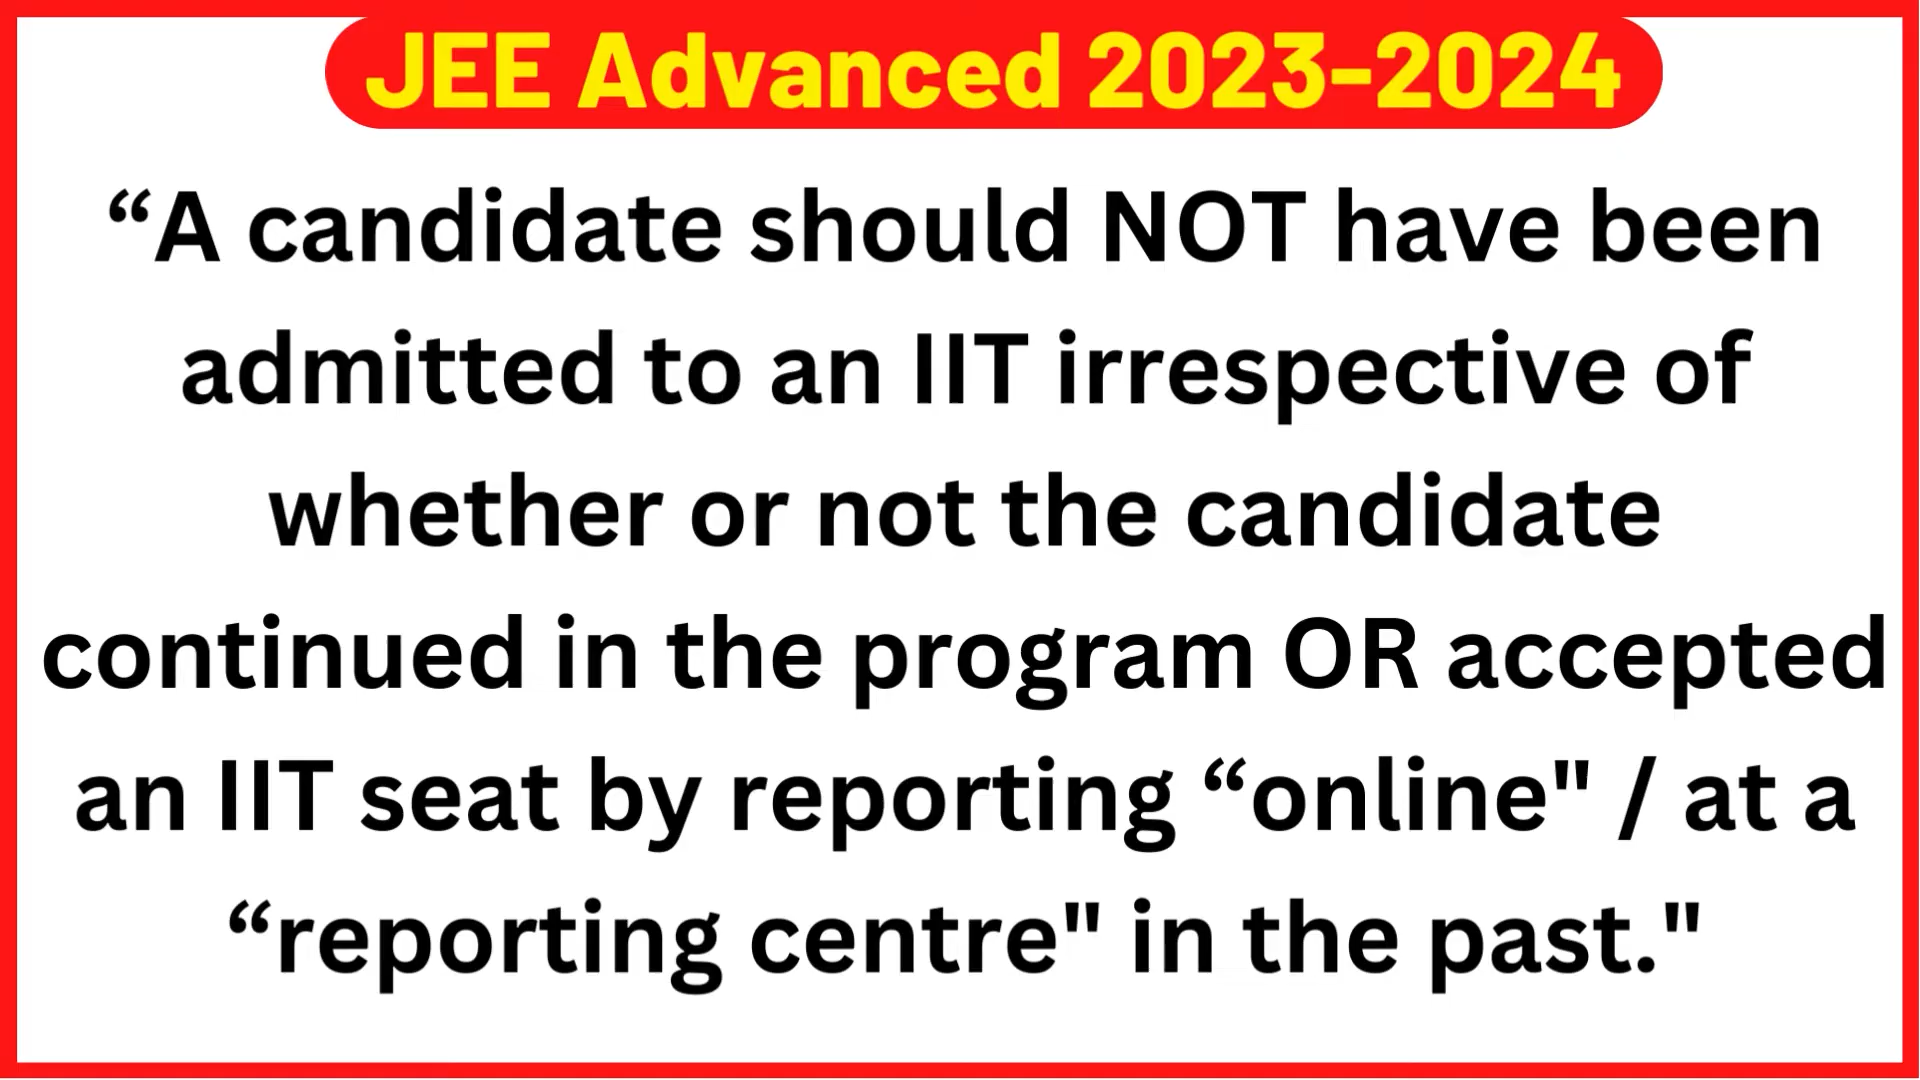 JEE Advanced 2023-2024
“A candidate should NOT have been
admitted to an IIT irrespective of
whether or not the candidate
continued in the program OR accepted
an IIT seat by reporting “online" / at a
“reporting centre" in the past."